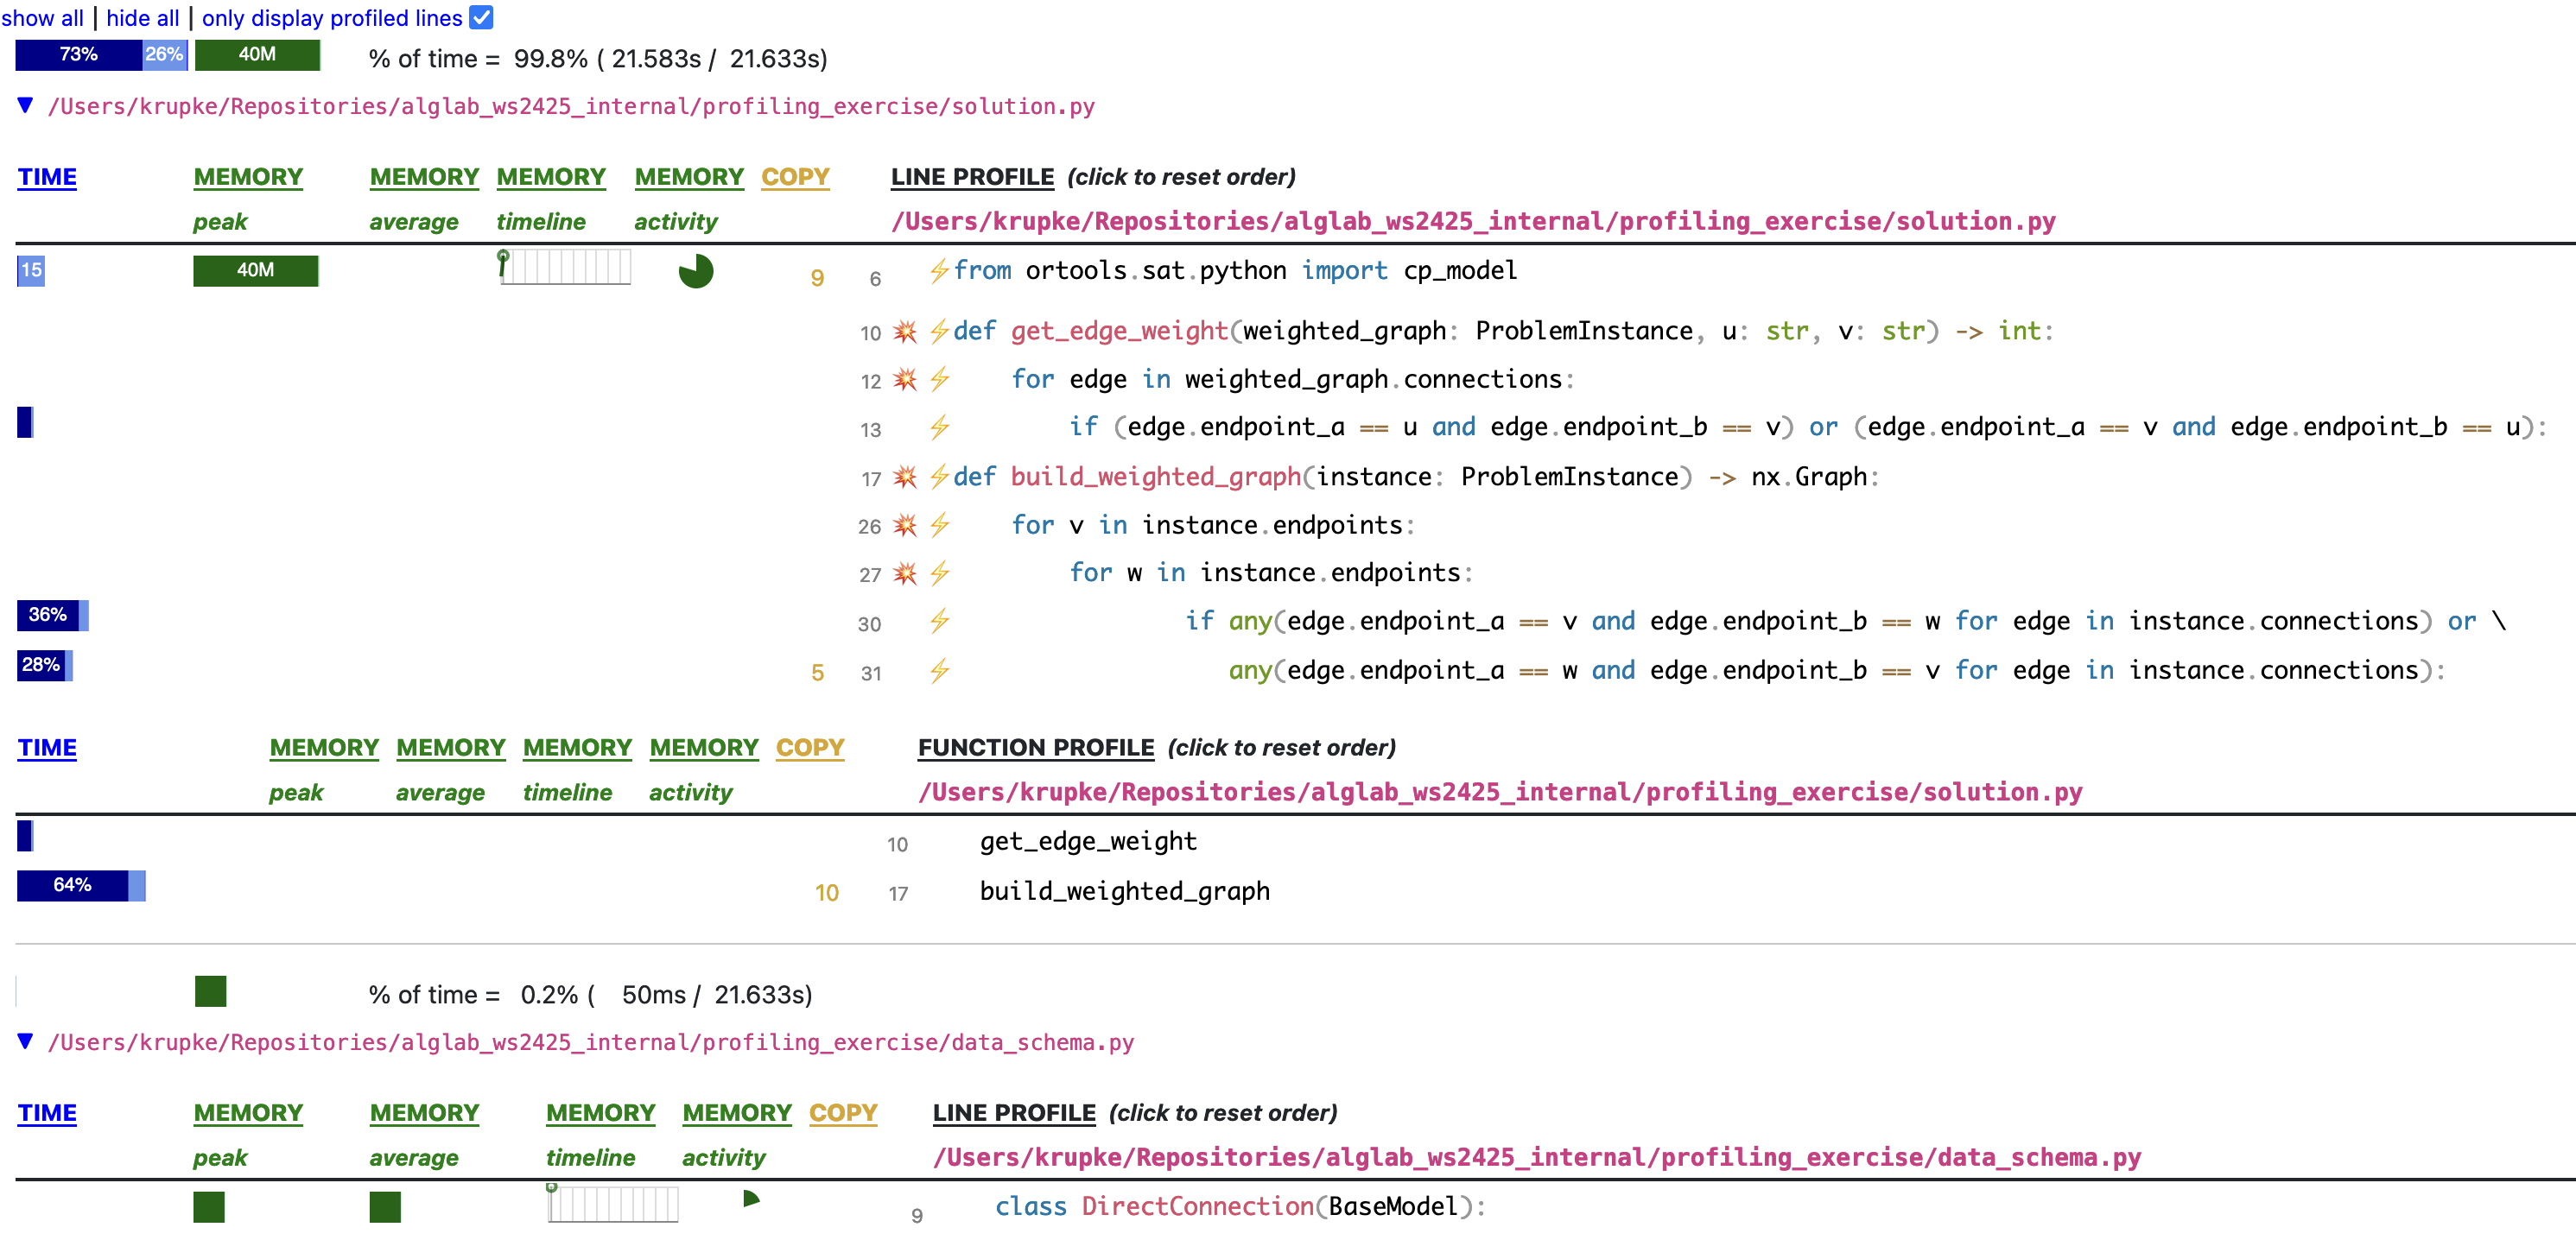 show all | hide all | only display profiled lines
73% 26% 40M % of time = 99.8% ( 21.583s / 21.633s)
▼ /Users/krupke/Repositories/alglab_ws2425_internal/profiling_exercise/solution.py
TIME MEMORY MEMORY MEMORY MEMORY COPY LINE PROFILE (click to reset order)
peak average timeline activity /Users/krupke/Repositories/alglab_ws2425_internal/profiling_exercise/solution.py
15 40M 9 6 ⚡from ortools.sat.python import cp_model
10 💥 ⚡def get_edge_weight(weighted_graph: ProblemInstance, u: str, v: str) -> int:
12 💥 ⚡ for edge in weighted_graph.connections:
13 ⚡ if (edge.endpoint_a == u and edge.endpoint_b == v) or (edge.endpoint_a == v and edge.endpoint_b == u):
17 💥 ⚡def build_weighted_graph(instance: ProblemInstance) -> nx.Graph:
26 💥 ⚡ for v in instance.endpoints:
27 💥 ⚡ for w in instance.endpoints:
36% 30 ⚡ if any(edge.endpoint_a == v and edge.endpoint_b == w for edge in instance.connections) or \
28% 5 31 ⚡ any(edge.endpoint_a == w and edge.endpoint_b == v for edge in instance.connections):
TIME MEMORY MEMORY MEMORY MEMORY COPY FUNCTION PROFILE (click to reset order)
peak average timeline activity /Users/krupke/Repositories/alglab_ws2425_internal/profiling_exercise/solution.py
10 get_edge_weight
64% 10 17 build_weighted_graph
% of time = 0.2% ( 50ms / 21.633s)
▼ /Users/krupke/Repositories/alglab_ws2425_internal/profiling_exercise/data_schema.py
TIME MEMORY MEMORY MEMORY MEMORY COPY LINE PROFILE (click to reset order)
peak average timeline activity /Users/krupke/Repositories/alglab_ws2425_internal/profiling_exercise/data_schema.py
9 class DirectConnection(BaseModel):